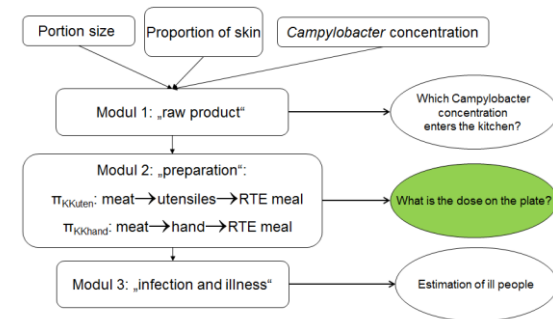 Portion size
Proportion of skin
Campylobacter concentration
Modul 1: „raw product“
Which Campylobacter
concentration
enters the kitchen?
Modul 2: „preparation“:
πKKuten: meat→utensiles→RTE meal
πKKhand: meat→hand→RTE meal
What is the dose on the plate?
Modul 3: „infection and illness“
Estimation of ill people